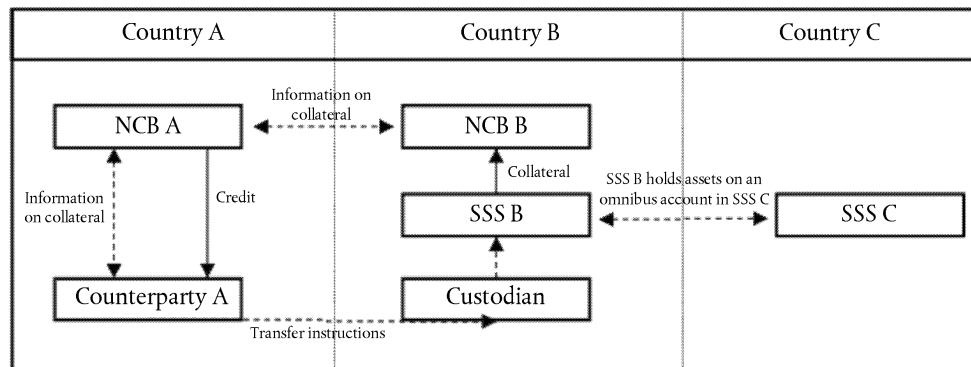 Country A
Country B
Country C
Information on
collateral
NCB A
NCB B
Information
on collateral
Credit
Collateral
SSS B holds assets on an
omnibus account in SSS C
SSS B
SSS C
Counterparty A
Custodian
Transfer instructions